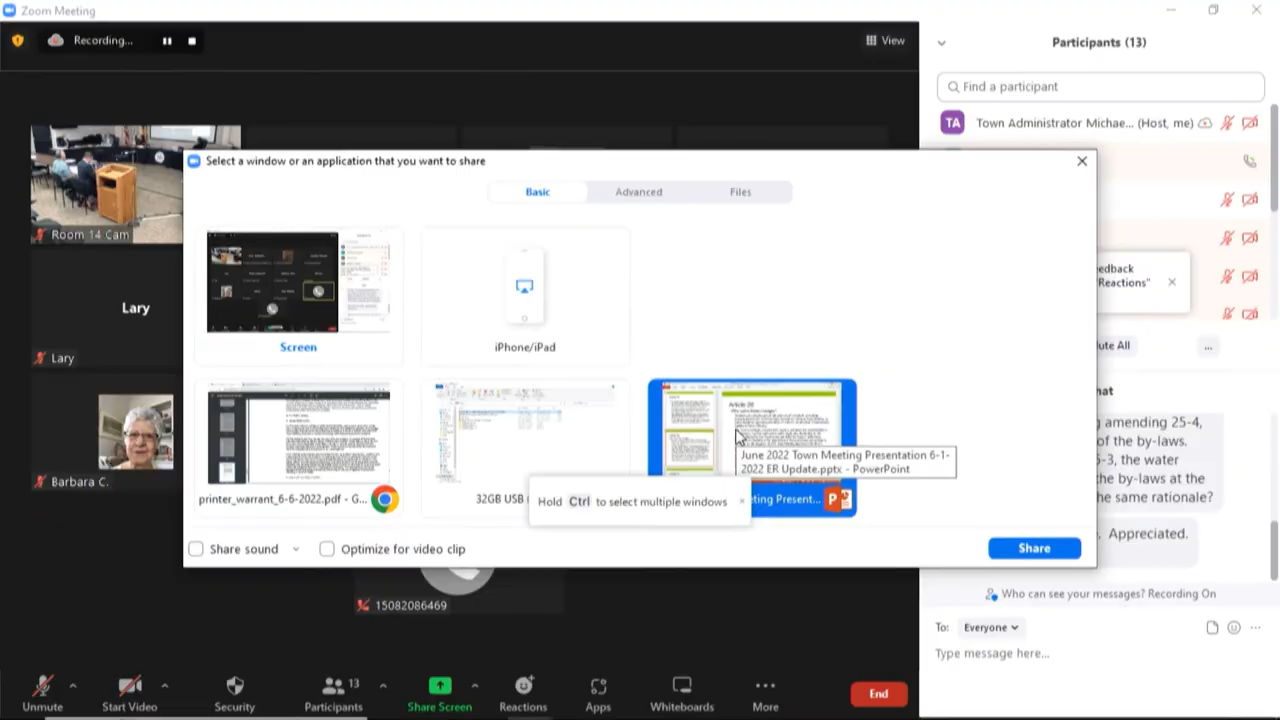 Zoom Meeting
Recording...
View
Participants (13)
Find a participant
TA
Town Administrator Michae... (Host, me)
Select a window or an application that you want to share
Basic
Advanced
Files
Room 14 Cam
Screen
iPhone/iPad
edback
Reactions"
Lary
Lary
ute All
...
hat
Article 28
amending 25-4,
of the by-laws.
-3, the water
he by-laws at the
he same rationale?
June 2022 Town Meeting Presentation 6-1-
2022 ER Update.pptx - PowerPoint
Barbara C.
printer_warrant_6-6-2022.pdf - G...
32GB USB
Hold Ctrl to select multiple windows
ting Present...
P
Appreciated.
Share sound
Optimize for video clip
Share
Who can see your messages? Recording On
15082086469
To: Everyone
Type message here...
Unmute
Start Video
Security
13
Participants
Share Screen
Reactions
Apps
Whiteboards
More
End